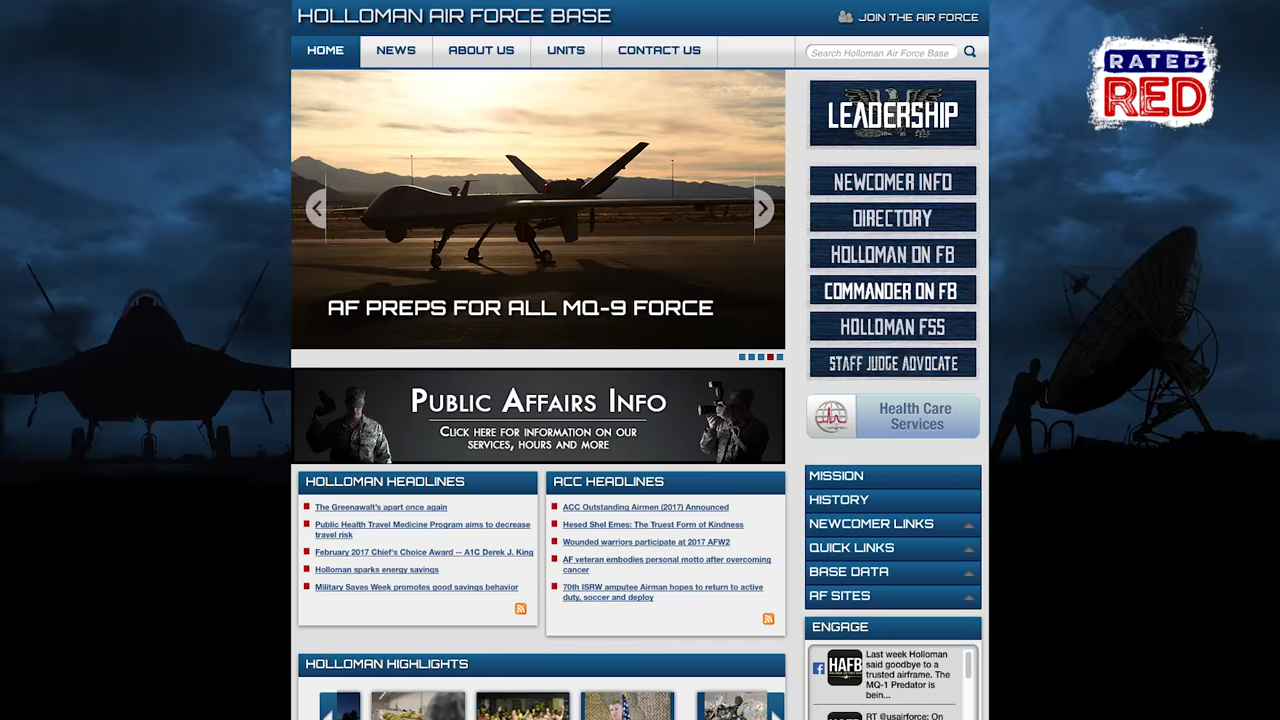 HOLLOMAN AIR FORCE BASE
JOIN THE AIR FORCE
HOME
NEWS
ABOUT US
UNITS
CONTACT US
Search Holloman Air Force Base
RATED
RED
LEADERSHIP
NEWCOMER INFO
DIRECTORY
HOLLOMAN ON FB
COMMANDER ON FB
HOLLOMAN FSS
STAFF JUDGE ADVOCATE
Health Care
Services
AF PREPS FOR ALL MQ-9 FORCE
PUBLIC AFFAIRS INFO
CLICK HERE FOR INFORMATION ON OUR
SERVICES, HOURS AND MORE
HOLLOMAN HEADLINES
The Greenawalt's apart once again
Public Health Travel Medicine Program aims to decrease
travel risk
February 2017 Chief's Choice Award -- A1C Derek J. King
Holloman sparks energy savings
Military Saves Week promotes good savings behavior
ACC HEADLINES
ACC Outstanding Airmen (2017) Announced
Hesed Shel Emes: The Truest Form of Kindness
Wounded warriors participate at 2017 AFW2
AF veteran embodies personal motto after overcoming
cancer
70th ISRW amputee Airman hopes to return to active
duty, soccer and deploy
MISSION
HISTORY
NEWCOMER LINKS
QUICK LINKS
BASE DATA
AF SITES
ENGAGE
HAFB
Last week Holloman
said goodbye to a
trusted airframe. The
MQ-1 Predator is
bein...
RT @usairforce: On
HOLLOMAN HIGHLIGHTS